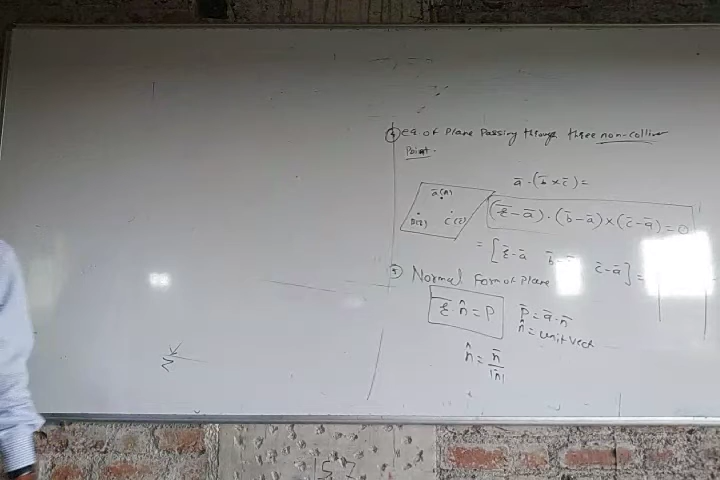 ④ eq of plane passing through three non-collinear
point.
a̅ · (b̅ × c̅) =
a̅(A)
B(b̅) C(c̅)
(r̅ - a̅) · (b̅ - a̅) × (c̅ - a̅) = 0
= [r̅ - a̅ b̅ - c̅ - a̅] =
⑤ Normal Form of plane
r̅ · n̂ = P
P̅ = a̅ · n̅
n̂ = unit vect
n̂ = n̅ / |n̅|